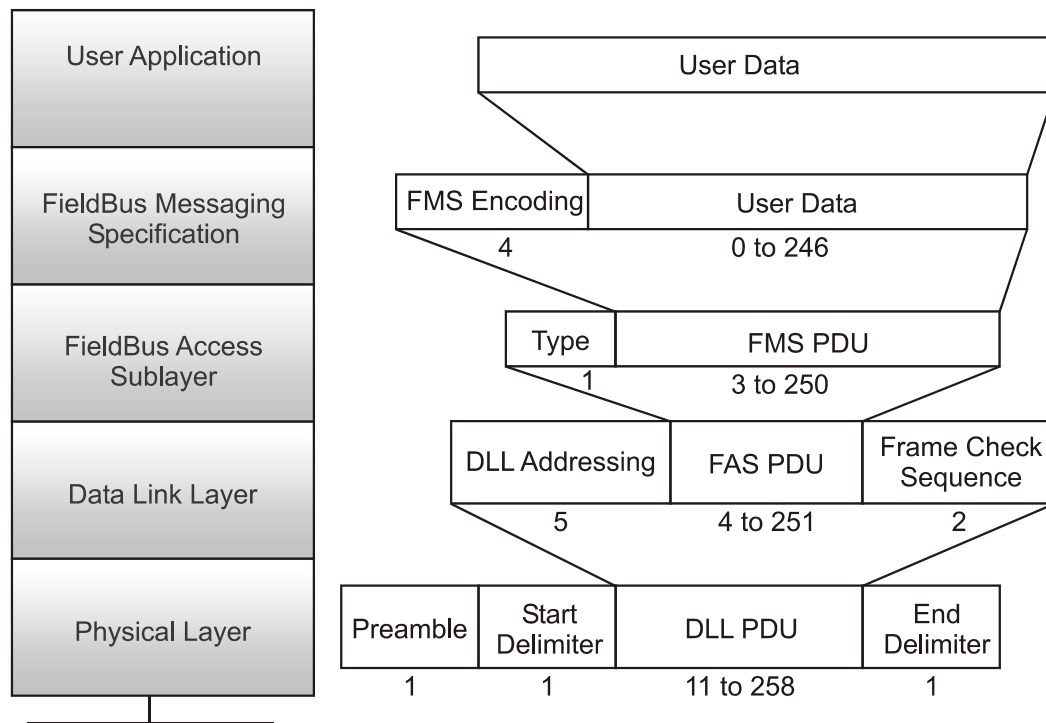 User Application
User Data
FieldBus Messaging
Specification
FMS Encoding
User Data
4
0 to 246
FieldBus Access
Sublayer
Type
FMS PDU
1
3 to 250
Data Link Layer
DLL Addressing
FAS PDU
Frame Check
Sequence
5
4 to 251
2
Physical Layer
Preamble
Start
Delimiter
DLL PDU
End
Delimiter
1
1
11 to 258
1